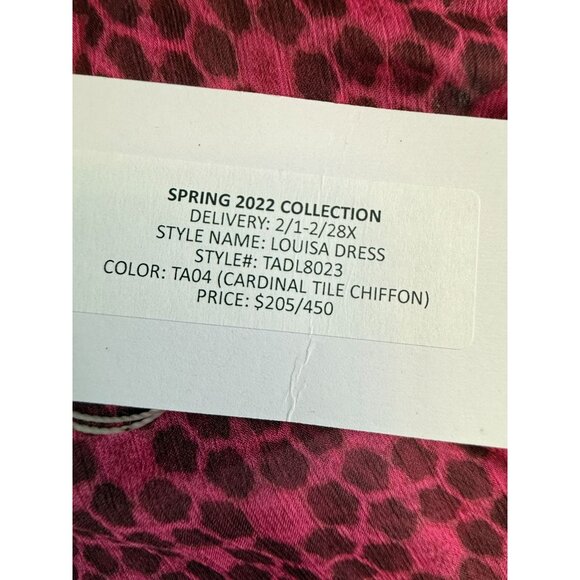 SPRING 2022 COLLECTION
DELIVERY: 2/1-2/28X
STYLE NAME: LOUISA DRESS
STYLE#: TADL8023
COLOR: TA04 (CARDINAL TILE CHIFFON)
PRICE: $205/450